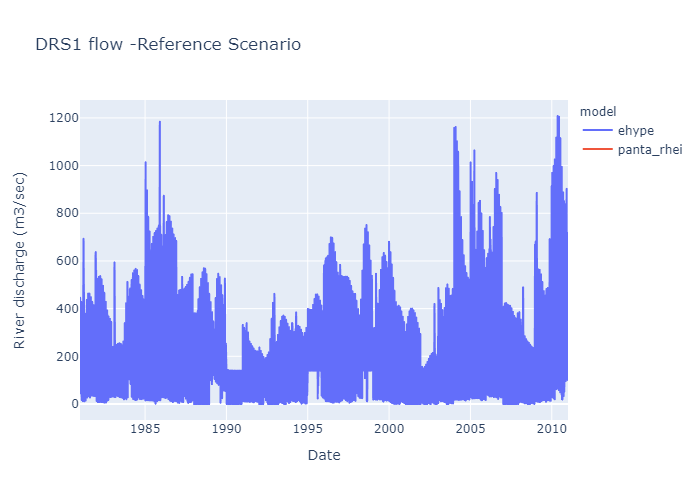 DRS1 flow -Reference Scenario
model
ehype
panta_rhei
River discharge (m3/sec)
1200
1000
800
600
400
200
0
1985
1990
1995
2000
2005
2010
Date